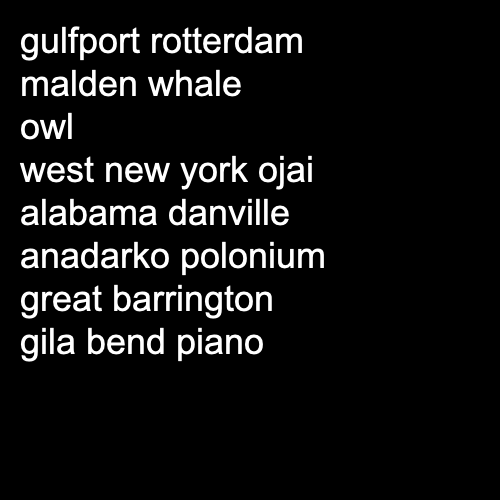 gulfport rotterdam
malden whale
owl
west new york ojai
alabama danville
anadarko polonium
great barrington
gila bend piano